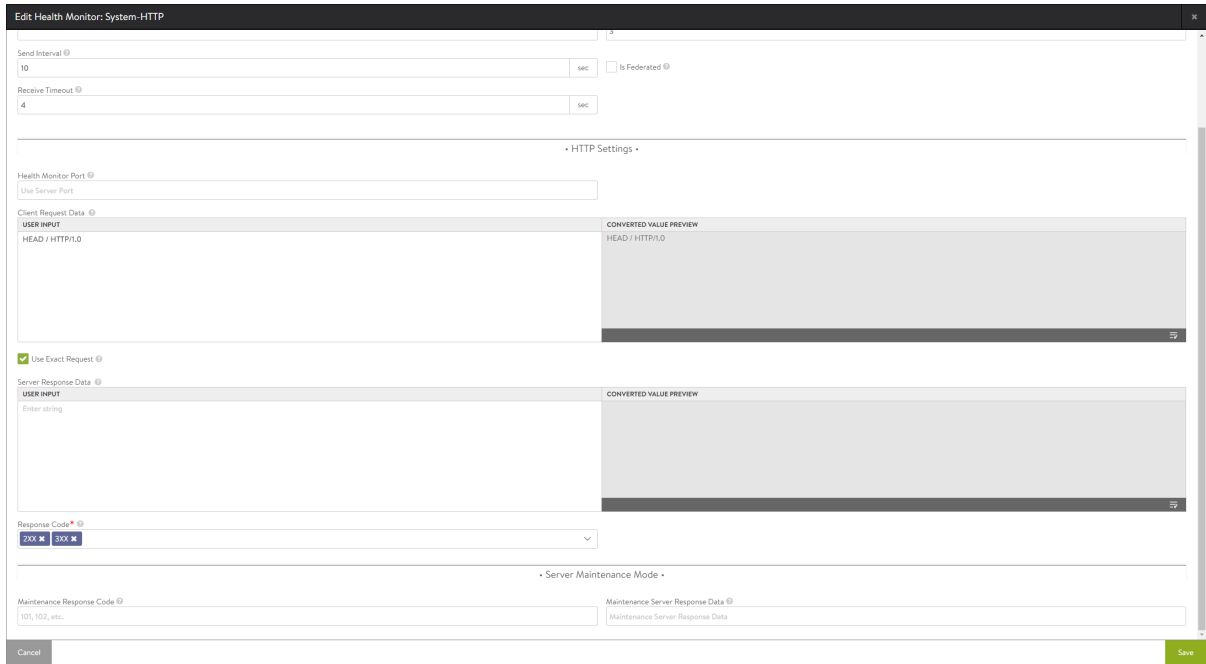 Edit Health Monitor: System-HTTP
3
Send Interval
10 sec
Is Federated
Receive Timeout
4 sec
• HTTP Settings •
Health Monitor Port
Use Server Port
Client Request Data
USER INPUT CONVERTED VALUE PREVIEW
HEAD / HTTP/1.0 HEAD / HTTP/1.0
Use Exact Request
Server Response Data
USER INPUT CONVERTED VALUE PREVIEW
Enter string
Response Code*
2XX 3XX
• Server Maintenance Mode •
Maintenance Response Code Maintenance Server Response Data
101, 102, etc. Maintenance Server Response Data
Cancel Save